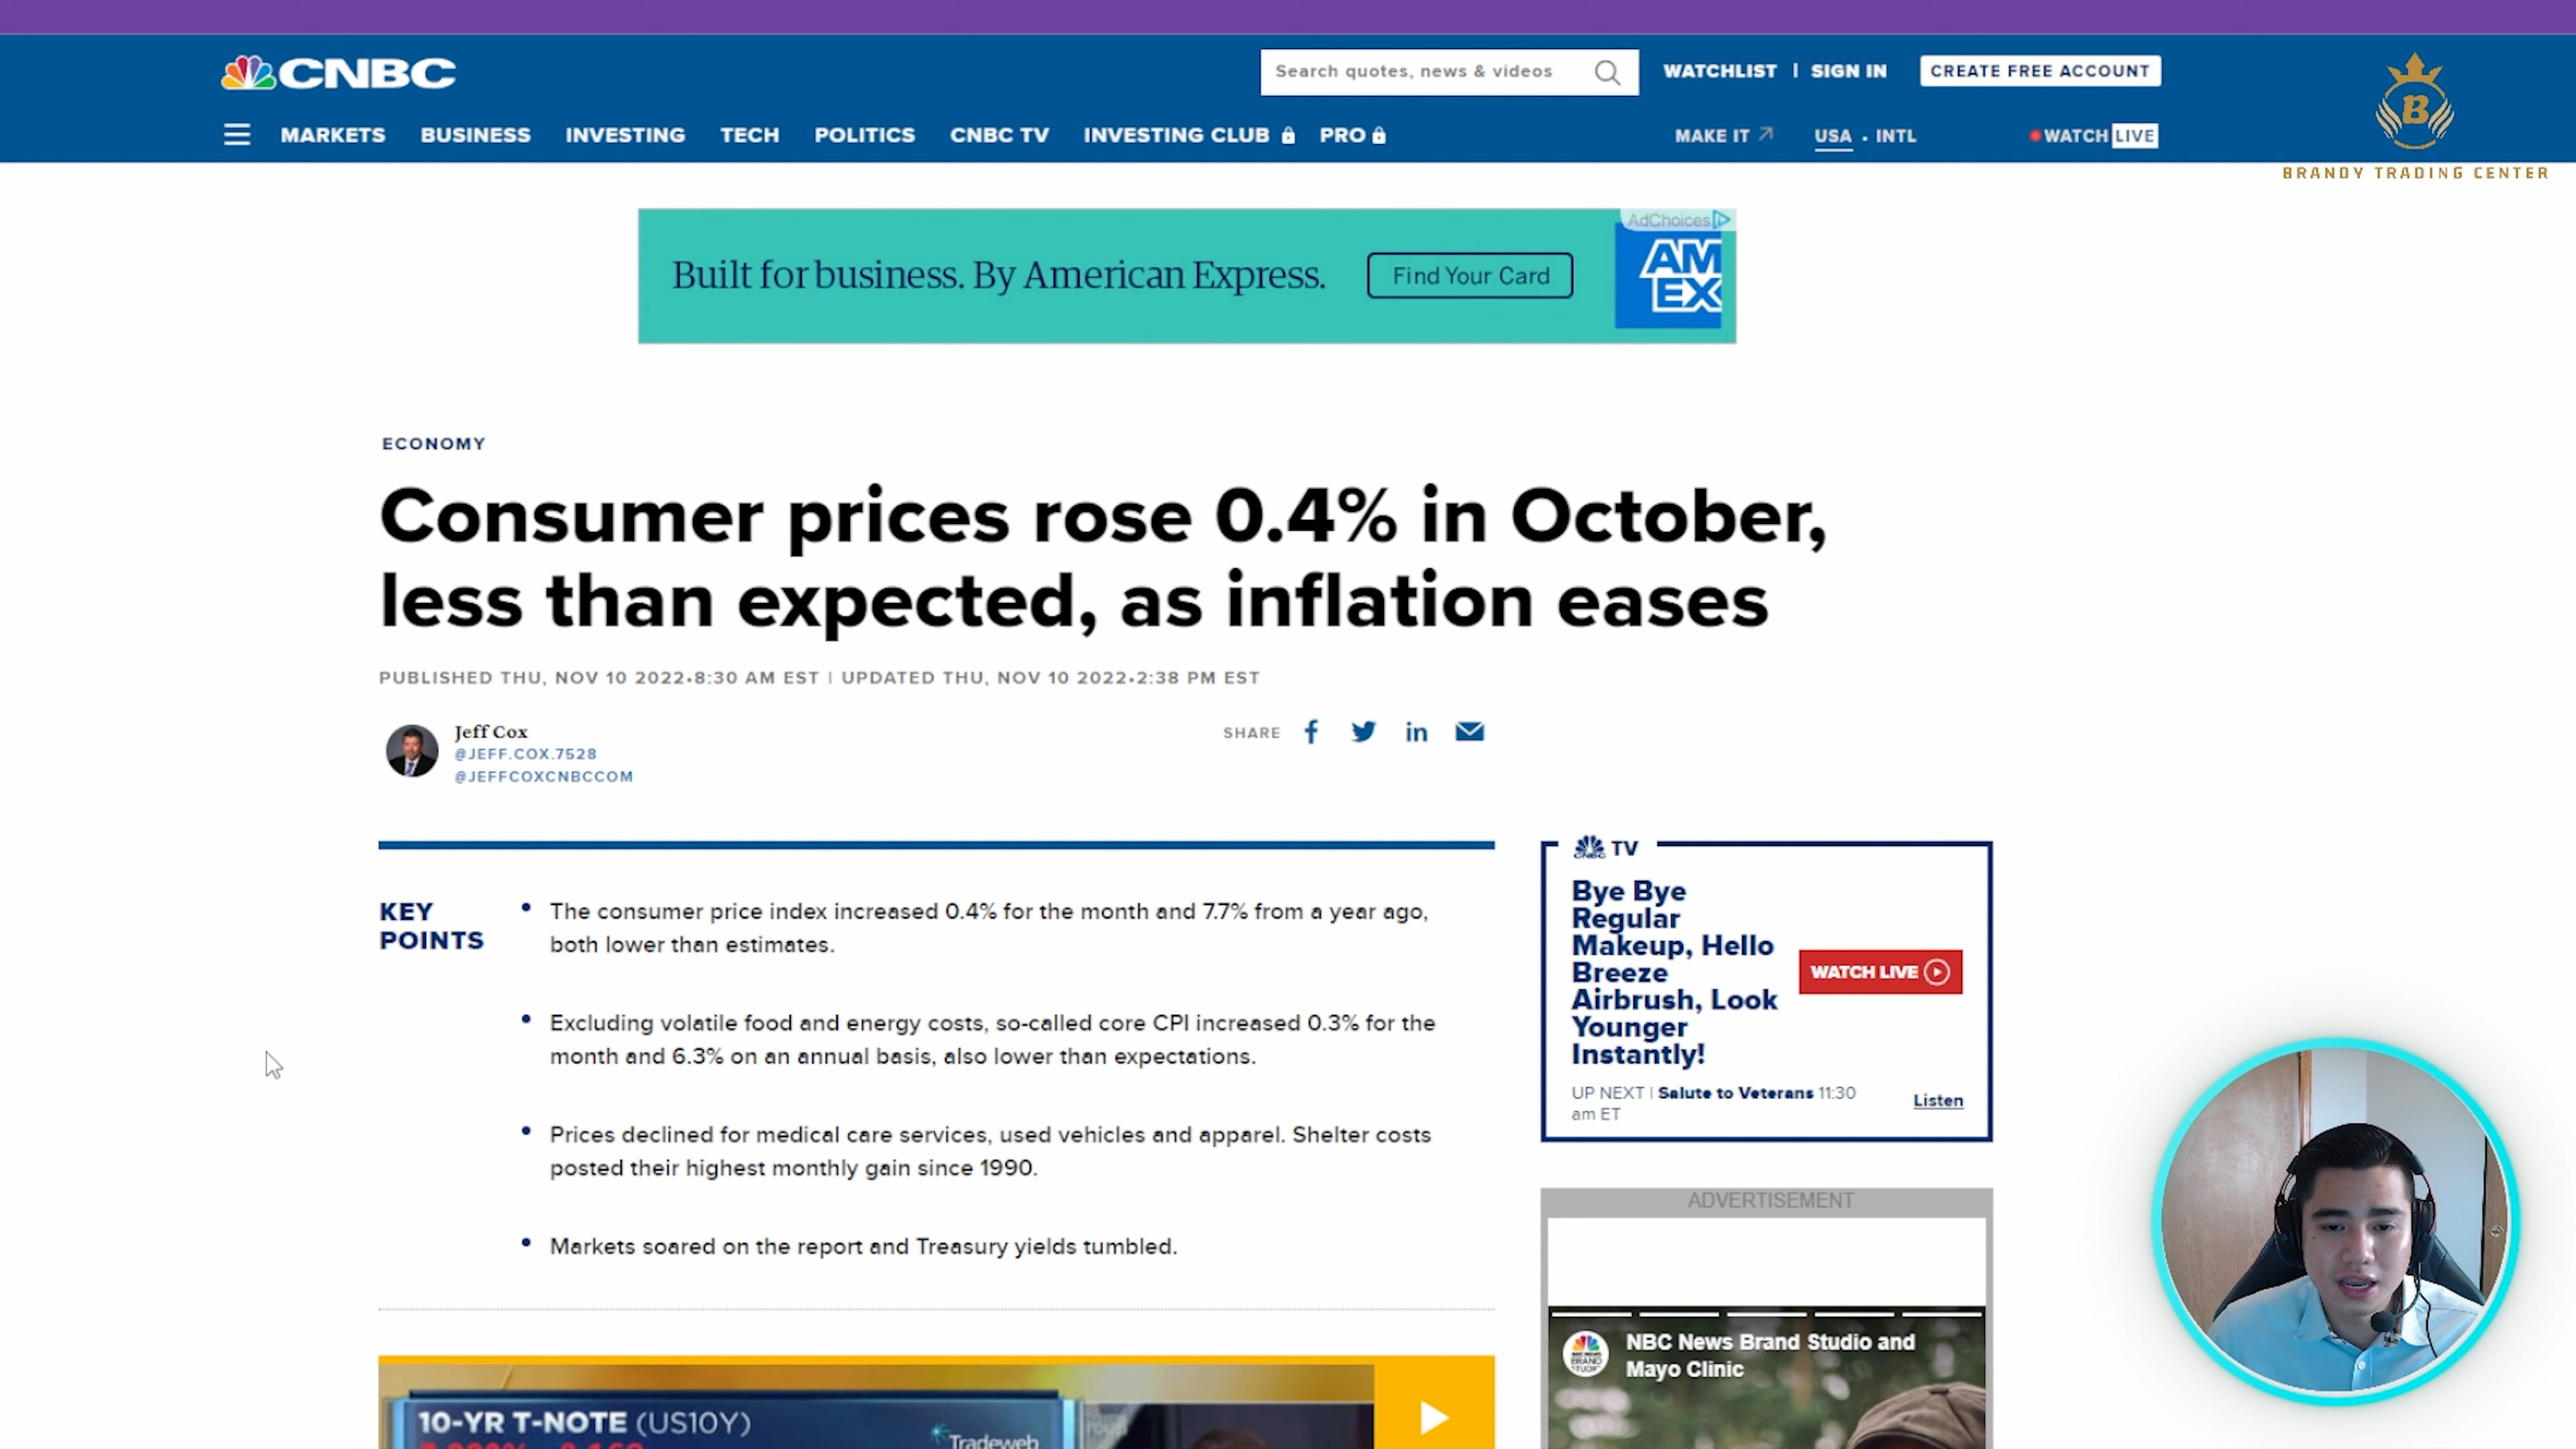 CNBC
Search quotes, news & videos
WATCHLIST | SIGN IN
CREATE FREE ACCOUNT
MARKETS BUSINESS INVESTING TECH POLITICS CNBC TV INVESTING CLUB PRO
MAKE IT
USA • INTL
WATCH LIVE
B
BRANDY TRADING CENTER
AdChoices
Built for business. By American Express.
Find Your Card
AM
EX
ECONOMY
Consumer prices rose 0.4% in October,
less than expected, as inflation eases
PUBLISHED THU, NOV 10 2022•8:30 AM EST | UPDATED THU, NOV 10 2022•2:38 PM EST
Jeff Cox
@JEFF.COX.7528
@JEFFCOXCNBCCOM
SHARE
KEY
POINTS
• The consumer price index increased 0.4% for the month and 7.7% from a year ago,
both lower than estimates.
• Excluding volatile food and energy costs, so-called core CPI increased 0.3% for the
month and 6.3% on an annual basis, also lower than expectations.
• Prices declined for medical care services, used vehicles and apparel. Shelter costs
posted their highest monthly gain since 1990.
• Markets soared on the report and Treasury yields tumbled.
CNBC TV
Bye Bye
Regular
Makeup, Hello
Breeze
Airbrush, Look
Younger
Instantly!
WATCH LIVE
UP NEXT | Salute to Veterans 11:30
am ET
Listen
ADVERTISEMENT
NBC News Brand Studio and
Mayo Clinic
10-YR T-NOTE (US10Y)
Tradeweb